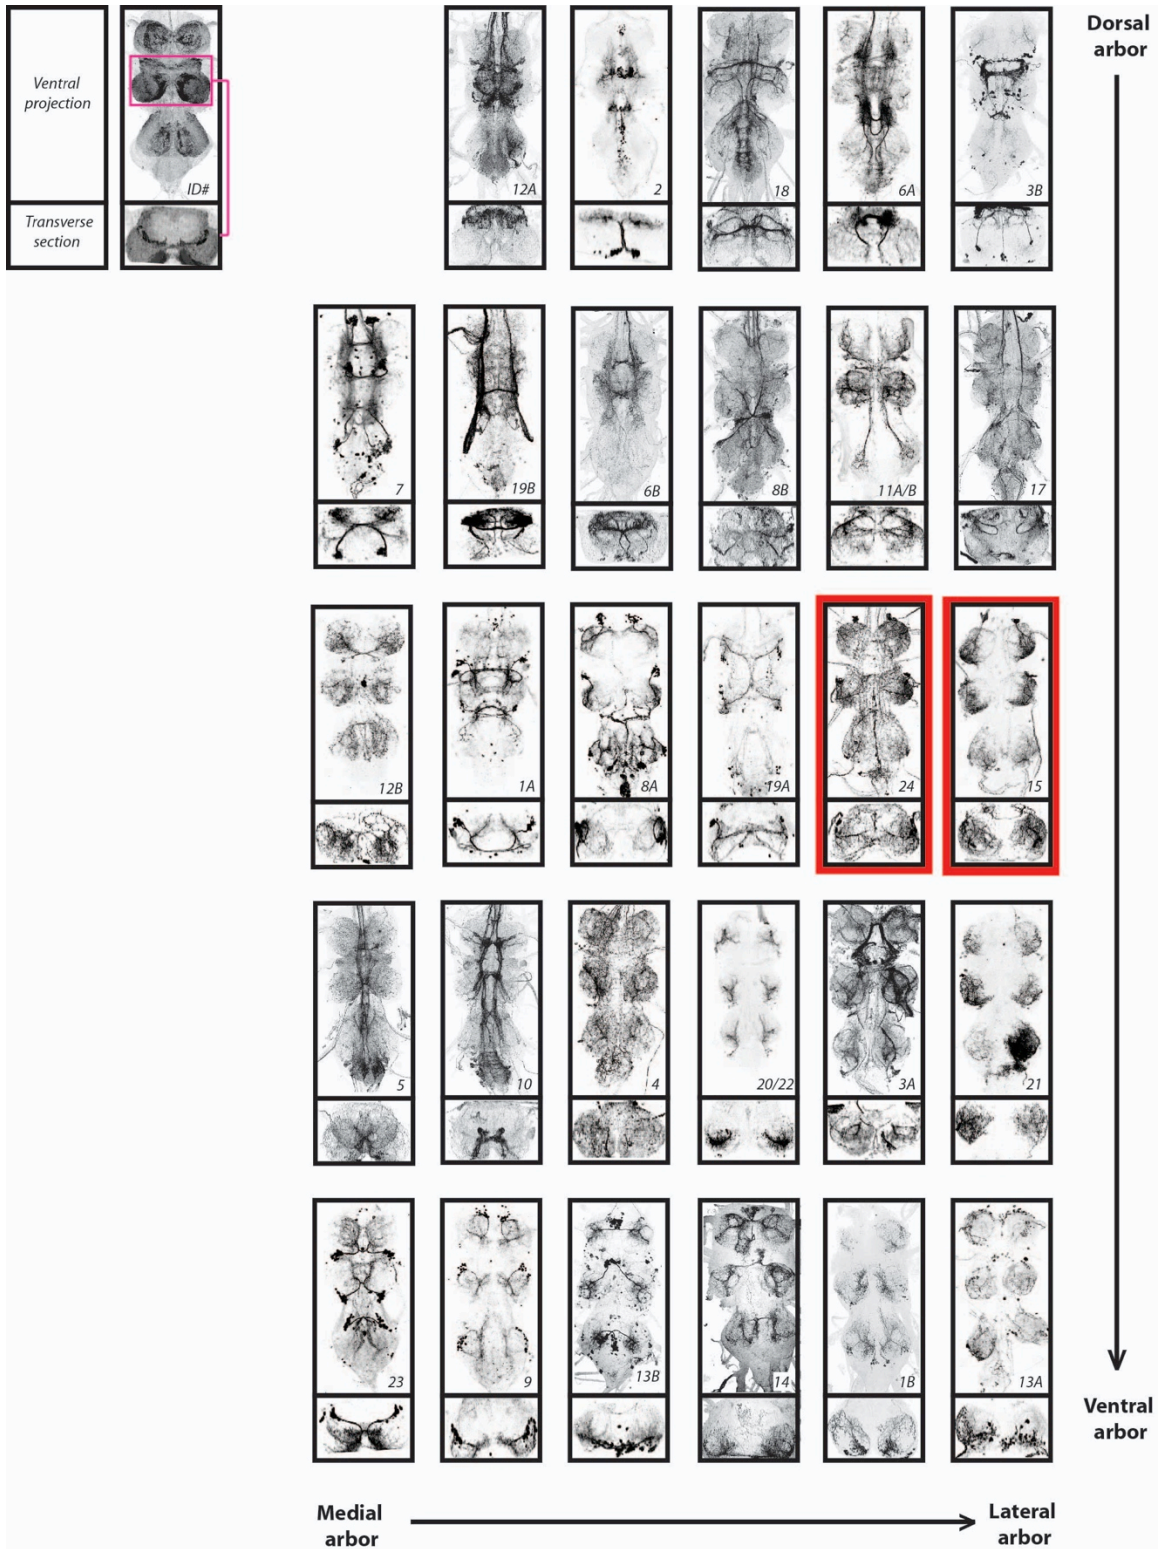 Ventral
projection
ID#
Transverse
section
12A
2
18
6A
3B
Dorsal
arbor
7
19B
6B
8B
11A/B
17
12B
1A
8A
19A
24
15
5
10
4
20/22
3A
21
23
9
13B
14
1B
13A
Ventral
arbor
Medial
arbor
Lateral
arbor